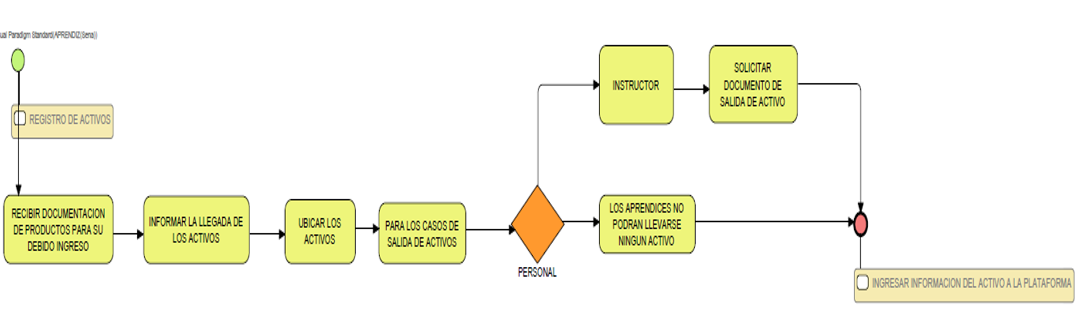 ual Paradigm Standard(APRENDIZ(Sena))
REGISTRO DE ACTIVOS
RECIBIR DOCUMENTACION
DE PRODUCTOS PARA SU
DEBIDO INGRESO
INFORMAR LA LLEGADA DE
LOS ACTIVOS
UBICAR LOS
ACTIVOS
PARA LOS CASOS DE
SALIDA DE ACTIVOS
PERSONAL
INSTRUCTOR
SOLICITAR
DOCUMENTO DE
SALIDA DE ACTIVO
LOS APRENDICES NO
PODRAN LLEVARSE
NINGUN ACTIVO
INGRESAR INFORMACION DEL ACTIVO A LA PLATAFORMA